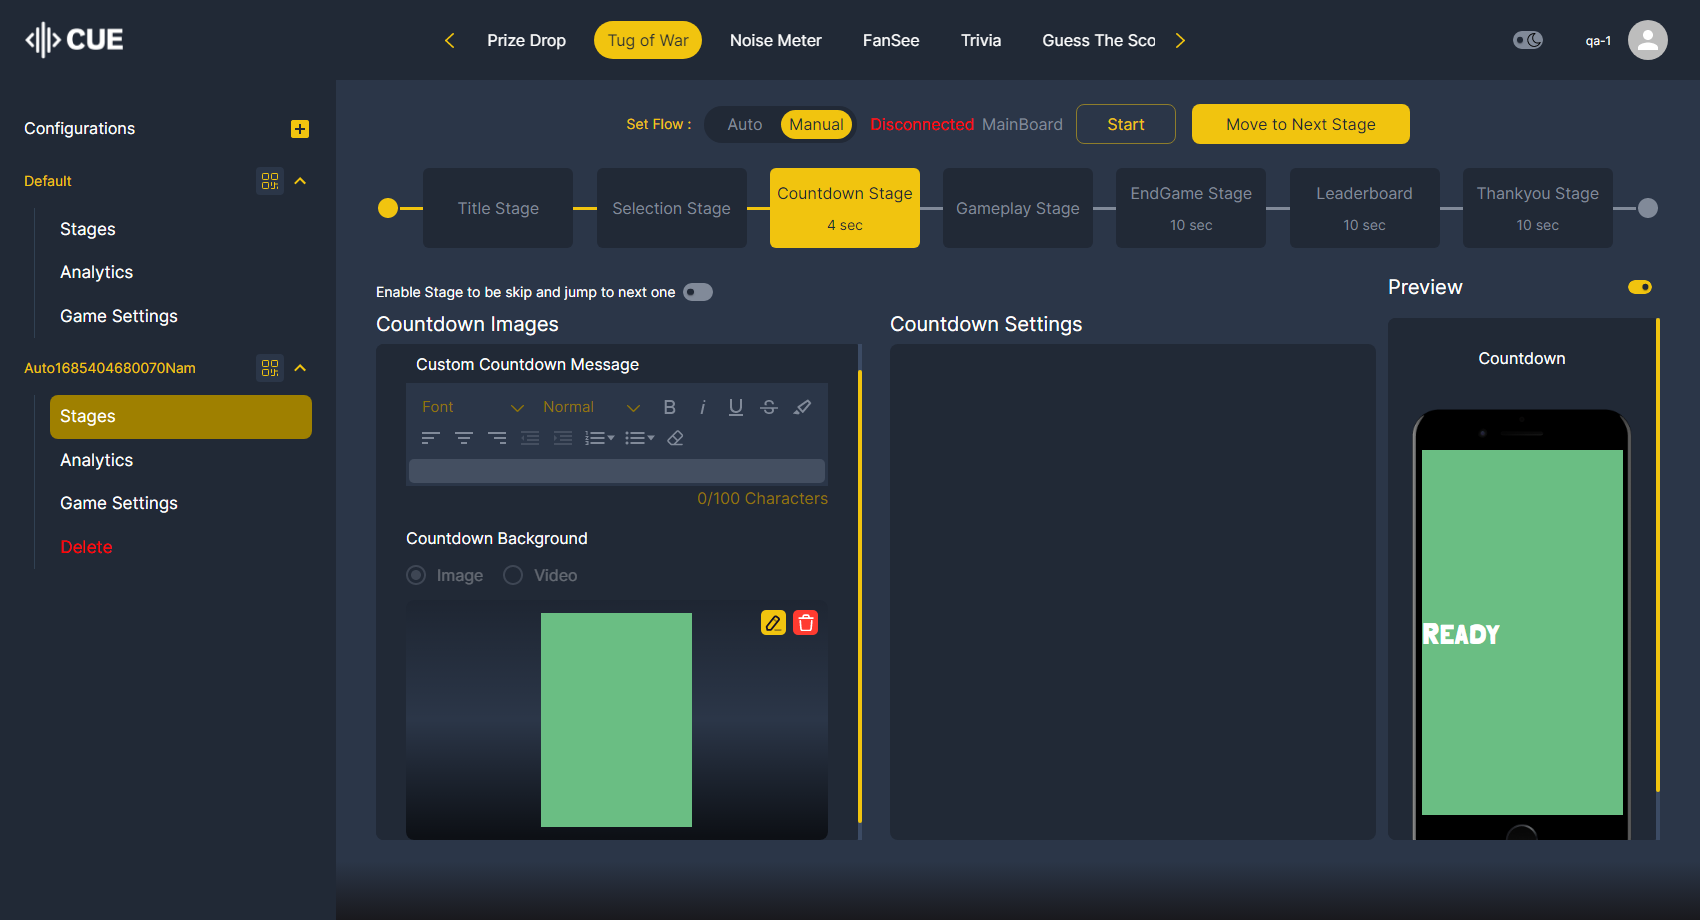 CUE
Prize Drop
Tug of War
Noise Meter
FanSee
Trivia
Guess The Sco
qa-1
Configurations
Default
Stages
Analytics
Game Settings
Auto1685404680070Nam
Stages
Analytics
Game Settings
Delete
Set Flow :
Auto
Manual
Disconnected MainBoard
Start
Move to Next Stage
Title Stage
Selection Stage
Countdown Stage
4 sec
Gameplay Stage
EndGame Stage
10 sec
Leaderboard
10 sec
Thankyou Stage
10 sec
Enable Stage to be skip and jump to next one
Countdown Images
Custom Countdown Message
Font
Normal
0/100 Characters
Countdown Background
Image
Video
Countdown Settings
Preview
Countdown
READY